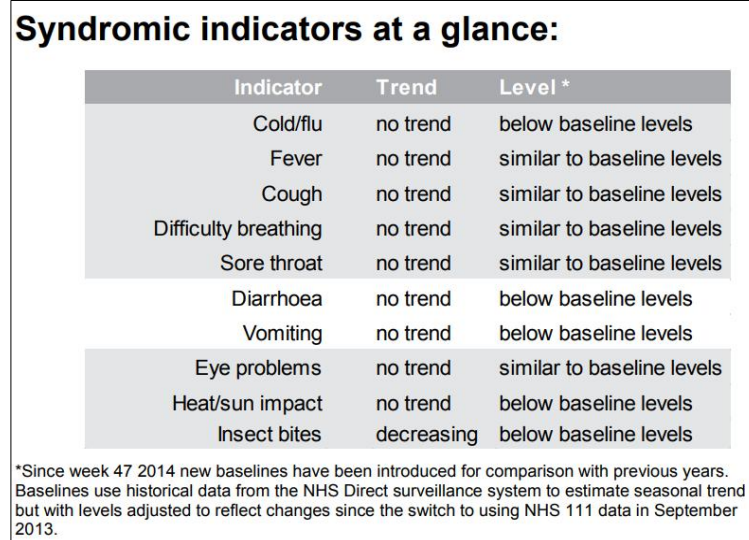 Syndromic indicators at a glance:
Indicator Trend Level *
Cold/flu no trend below baseline levels
Fever no trend similar to baseline levels
Cough no trend similar to baseline levels
Difficulty breathing no trend similar to baseline levels
Sore throat no trend similar to baseline levels
Diarrhoea no trend below baseline levels
Vomiting no trend below baseline levels
Eye problems no trend similar to baseline levels
Heat/sun impact no trend below baseline levels
Insect bites decreasing below baseline levels
*Since week 47 2014 new baselines have been introduced for comparison with previous years.
Baselines use historical data from the NHS Direct surveillance system to estimate seasonal trend
but with levels adjusted to reflect changes since the switch to using NHS 111 data in September
2013.